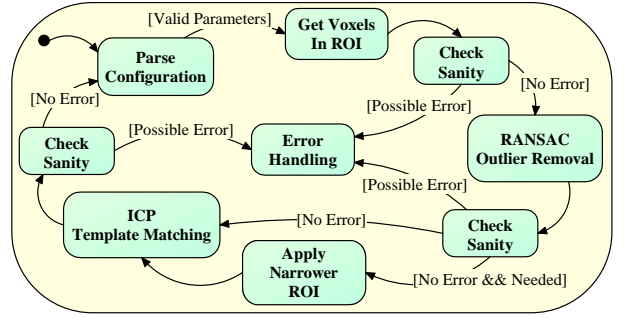 [Valid Parameters]
Get Voxels
In ROI
Parse
Configuration
Check
Sanity
[No Error]
[No Error]
[Possible Error]
RANSAC
Outlier Removal
[Possible Error]
Error
Handling
Check
Sanity
[Possible Error]
ICP
Template Matching
[No Error]
Check
Sanity
Apply
Narrower
ROI
[No Error && Needed]